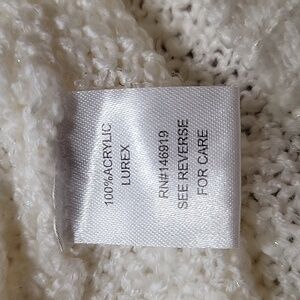 100%ACRYLIC
LUREX
RN#146919
SEE REVERSE
FOR CARE